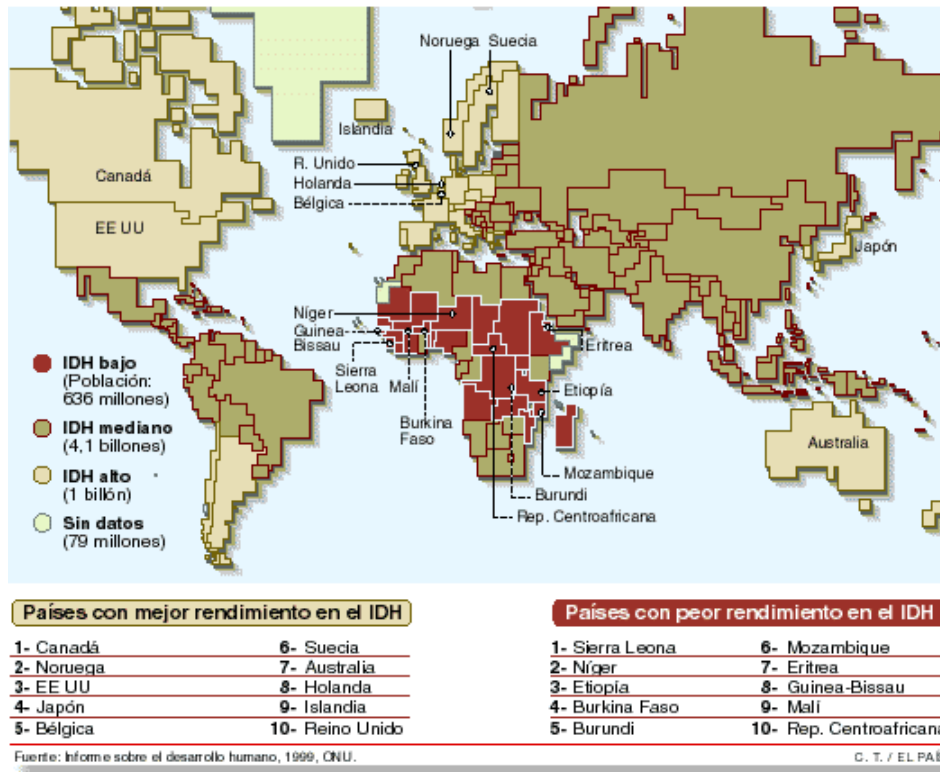 Noruega Suecia
Islandia
R. Unido
Holanda
Bélgica
Canadá
EE UU
Japón
Níger
Guinea
Bissau
Eritrea
Sierra
Leona
Malí
Etiopía
Burkina
Faso
Australia
Mozambique
Burundi
Rep. Centroafricana
IDH bajo
(Población:
636 millones)
IDH mediano
(4,1 billones)
IDH alto
(1 billón)
Sin datos
(79 millones)
Países con mejor rendimiento en el IDH
1- Canadá
2- Noruega
3- EE UU
4- Japón
5- Bélgica
6- Suecia
7- Australia
8- Holanda
9- Islandia
10- Reino Unido
Países con peor rendimiento en el IDH
1- Sierra Leona
2- Níger
3- Etiopía
4- Burkina Faso
5- Burundi
6- Mozambique
7- Eritrea
8- Guinea-Bissau
9- Malí
10- Rep. Centroafricana
Fuente: Informe sobre el desarrollo humano, 1999, ONU.
C. T. / EL PAÍ